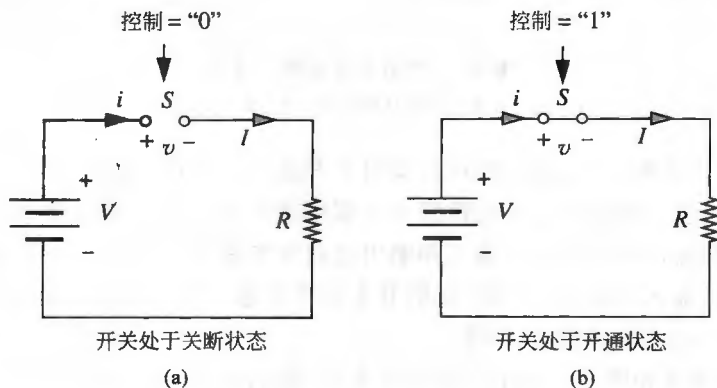 控制 = “0”
i
S
+ v −
I
+
V
−
R
开关处于关断状态
(a)
控制 = “1”
i
S
+ v −
I
+
V
−
R
开关处于开通状态
(b)